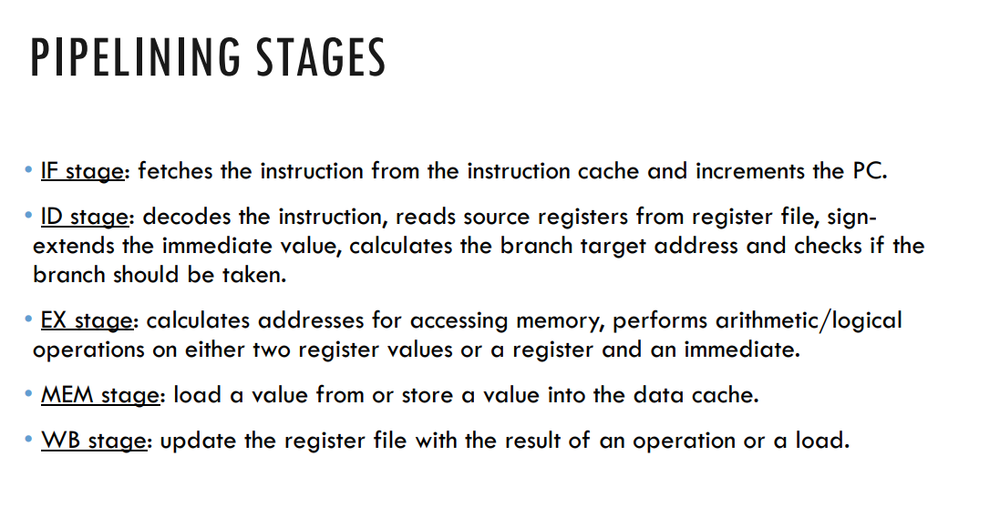 PIPELINING STAGES
• IF stage: fetches the instruction from the instruction cache and increments the PC.
• ID stage: decodes the instruction, reads source registers from register file, sign-
extends the immediate value, calculates the branch target address and checks if the
branch should be taken.
• EX stage: calculates addresses for accessing memory, performs arithmetic/logical
operations on either two register values or a register and an immediate.
• MEM stage: load a value from or store a value into the data cache.
• WB stage: update the register file with the result of an operation or a load.